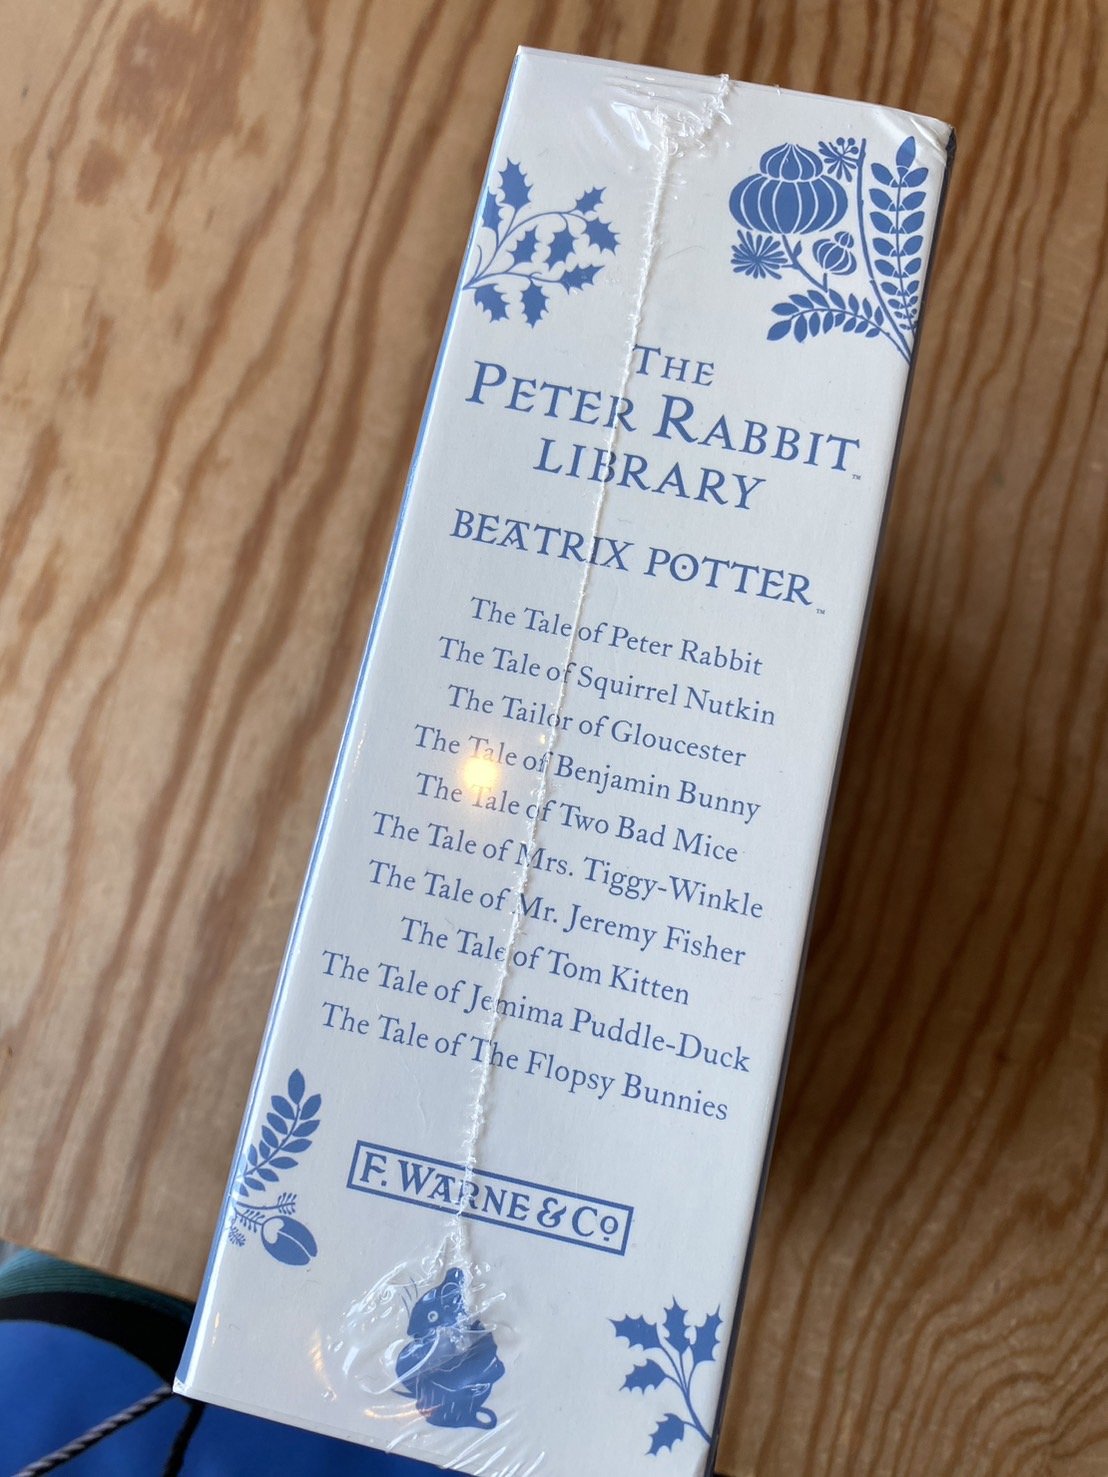 THE
PETER RABBIT™
LIBRARY
BEATRIX POTTER™
The Tale of Peter Rabbit
The Tale of Squirrel Nutkin
The Tailor of Gloucester
The Tale of Benjamin Bunny
The Tale of Two Bad Mice
The Tale of Mrs. Tiggy-Winkle
The Tale of Mr. Jeremy Fisher
The Tale of Tom Kitten
The Tale of Jemima Puddle-Duck
The Tale of The Flopsy Bunnies
F. WARNE & Co